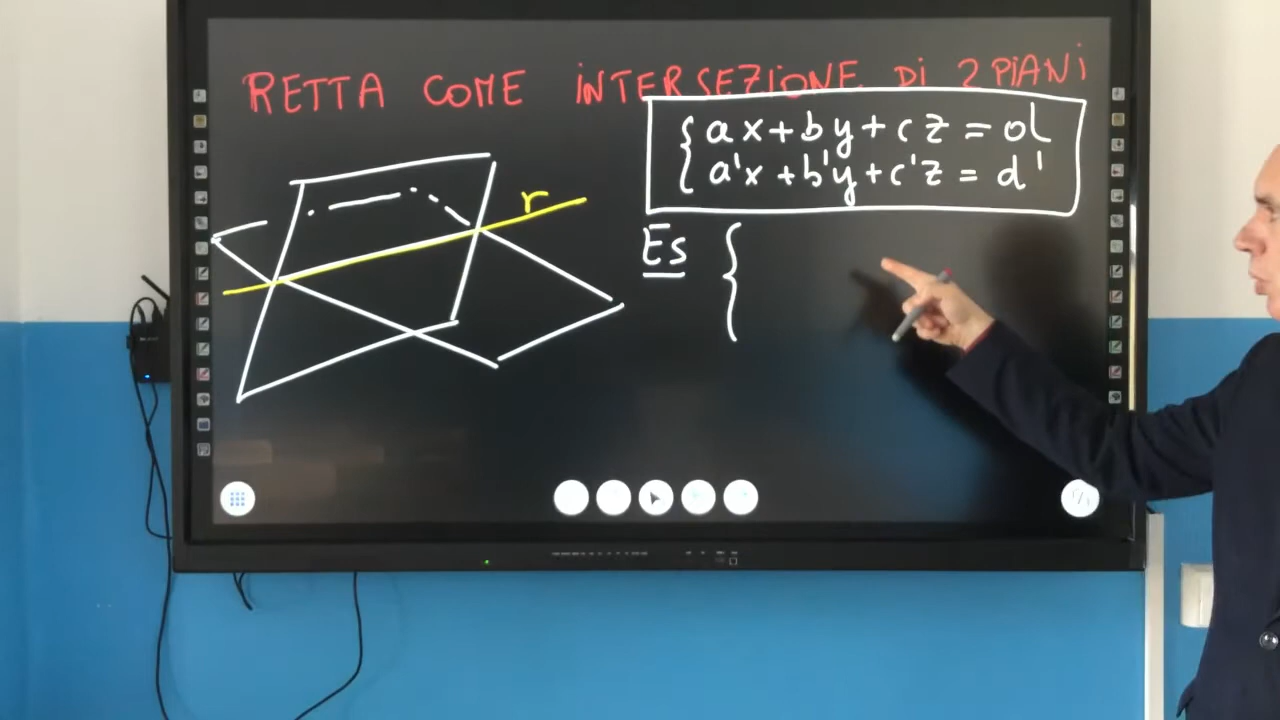 RETTA COME INTERSEZIONE DI 2 PIANI
ax+by+cz=d
a'x+b'y+c'z=d'
r
Es {